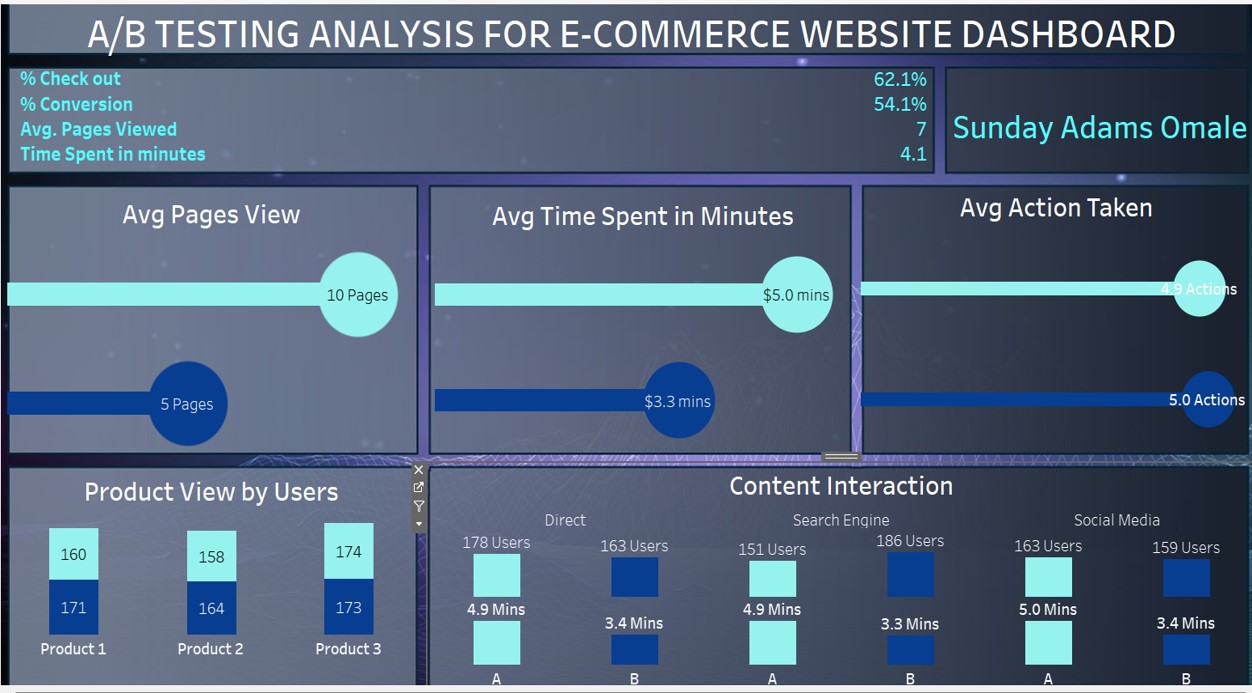 A/B TESTING ANALYSIS FOR E-COMMERCE WEBSITE DASHBOARD
% Check out 62.1%
% Conversion 54.1%
Avg. Pages Viewed 7
Time Spent in minutes 4.1
Sunday Adams Omale
Avg Pages View
10 Pages
5 Pages
Avg Time Spent in Minutes
$5.0 mins
$3.3 mins
Avg Action Taken
4.9 Actions
5.0 Actions
Product View by Users
160 158 174
171 164 173
Product 1 Product 2 Product 3
Content Interaction
Direct Search Engine Social Media
178 Users 163 Users 151 Users 186 Users 163 Users 159 Users
4.9 Mins 3.4 Mins 4.9 Mins 3.3 Mins 5.0 Mins 3.4 Mins
A B A B A B